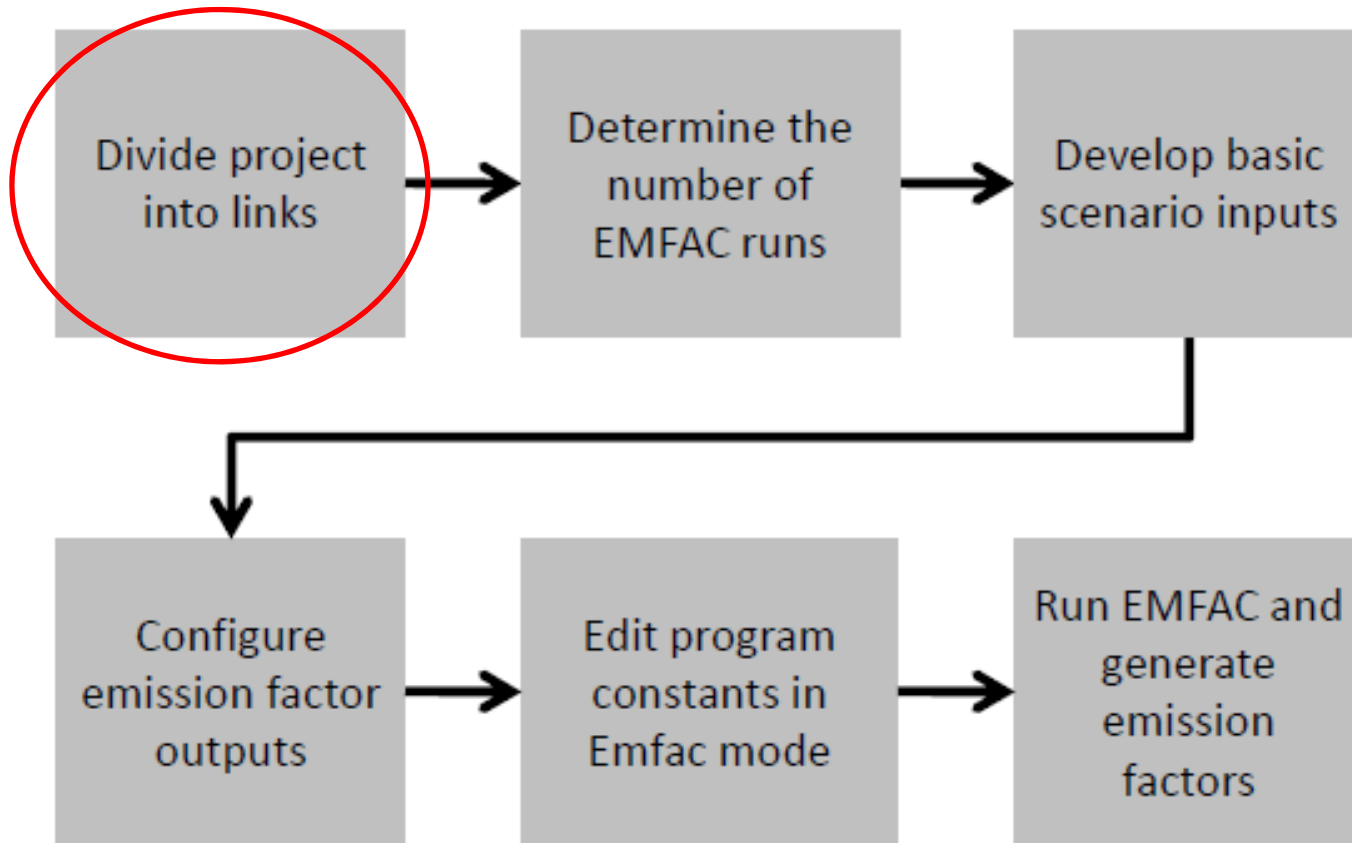 Divide project
into links
Determine the
number of
EMFAC runs
Develop basic
scenario inputs
Configure
emission factor
outputs
Edit program
constants in
Emfac mode
Run EMFAC and
generate
emission
factors